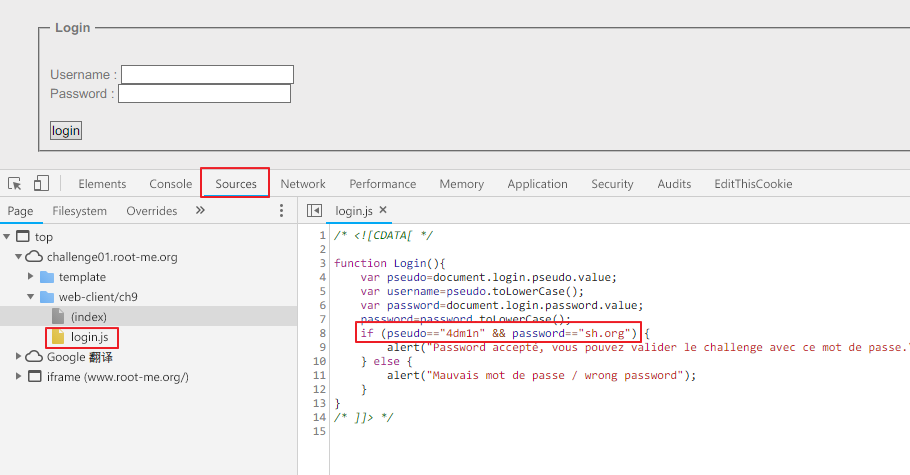 Login
Username :
Password :
login
Elements Console Sources Network Performance Memory Application Security Audits EditThisCookie
Page Filesystem Overrides »
login.js ×
top
challenge01.root-me.org
template
web-client/ch9
(index)
login.js
Google 翻译
iframe (www.root-me.org/)
1 /* <![CDATA[ */
2
3 function Login(){
4 var pseudo=document.login.pseudo.value;
5 var username=pseudo.toLowerCase();
6 var password=document.login.password.value;
7 password=password.toLowerCase();
8 if (pseudo=="4dm1n" && password=="sh.org") {
9 alert("Password accepté, vous pouvez valider le challenge avec ce mot de passe.
10 } else {
11 alert("Mauvais mot de passe / wrong password");
12 }
13 }
14 /* ]]> */
15